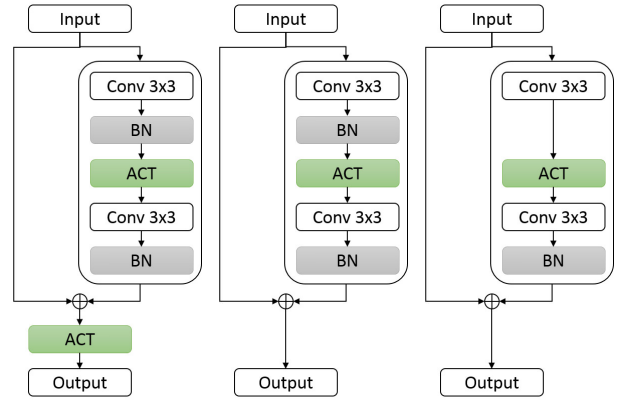 Input
Conv 3x3
BN
ACT
Conv 3x3
BN
ACT
Output
Input
Conv 3x3
BN
ACT
Conv 3x3
BN
Output
Input
Conv 3x3
ACT
Conv 3x3
BN
Output